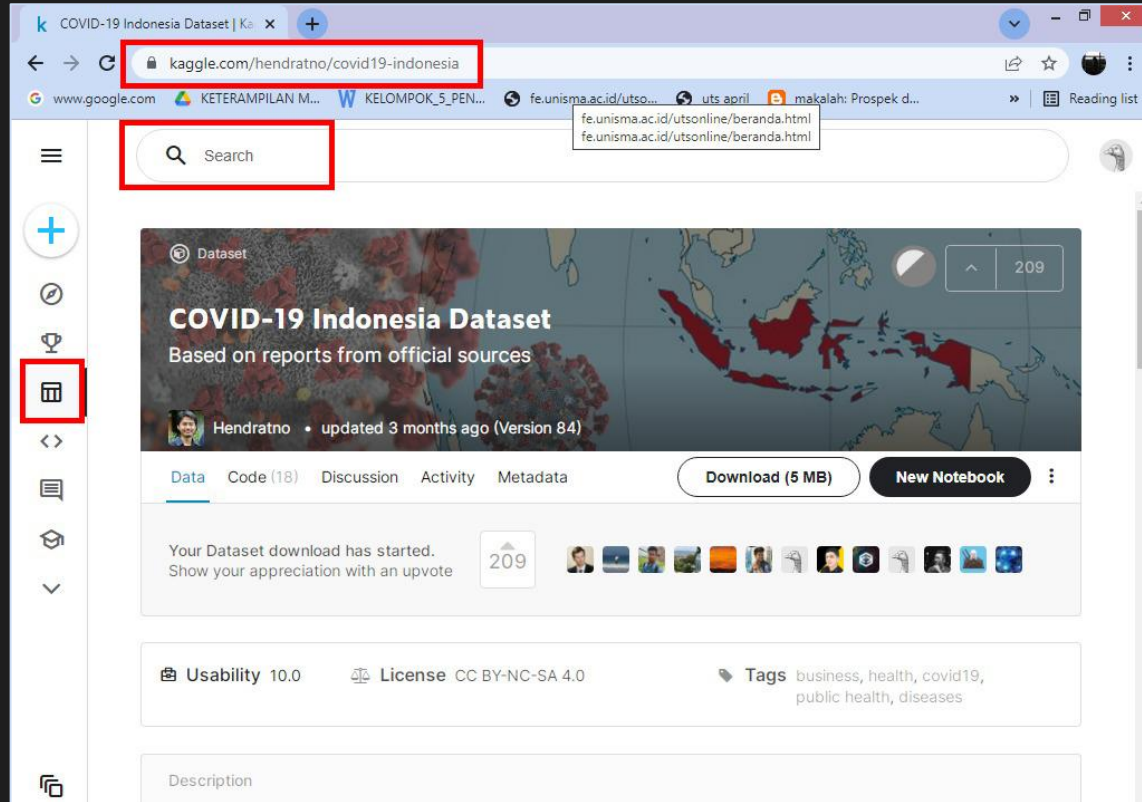 COVID-19 Indonesia Dataset | Ka
kaggle.com/hendratno/covid19-indonesia
www.google.com KETERAMPILAN M... KELOMPOK_5_PEN... fe.unisma.ac.id/utso... uts april makalah: Prospek d... » Reading list
fe.unisma.ac.id/utsonline/beranda.html
fe.unisma.ac.id/utsonline/beranda.html
Search
Dataset
209
COVID-19 Indonesia Dataset
Based on reports from official sources
Hendratno • updated 3 months ago (Version 84)
Data Code (18) Discussion Activity Metadata Download (5 MB) New Notebook
Your Dataset download has started.
Show your appreciation with an upvote
209
Usability 10.0 License CC BY-NC-SA 4.0 Tags business, health, covid19,
public health, diseases
Description